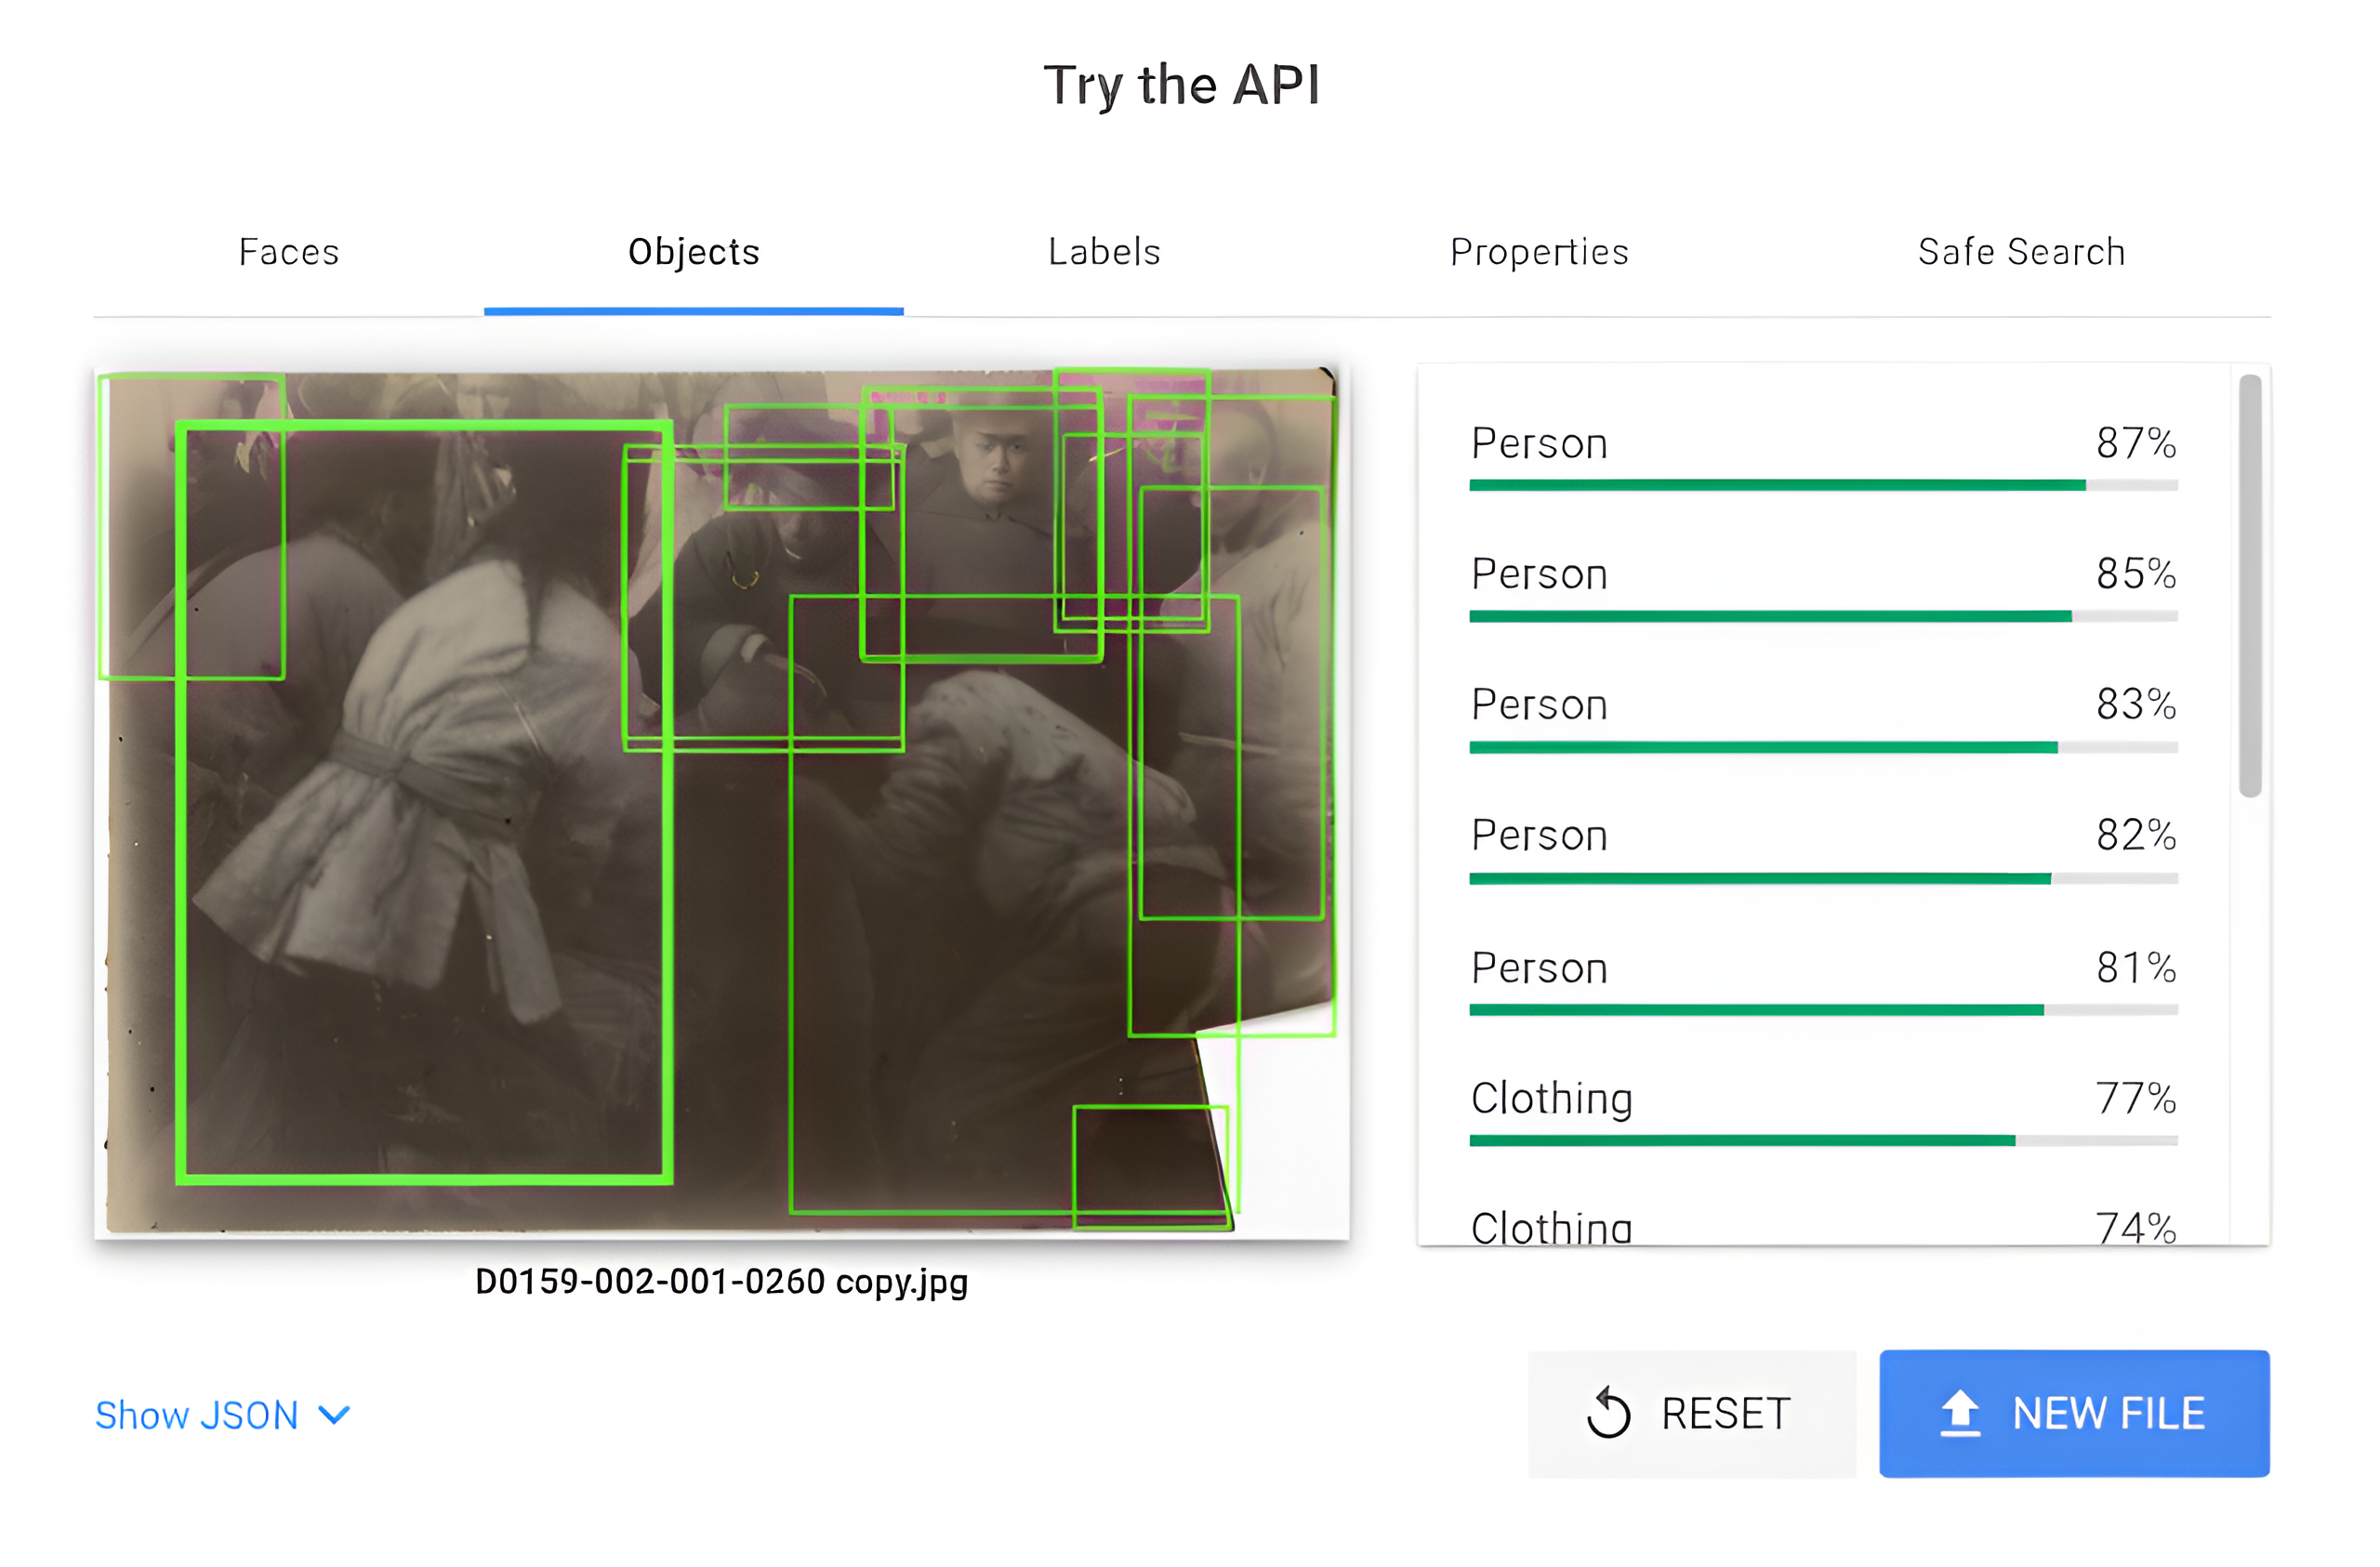 Try the API
Faces Objects Labels Properties Safe Search
Person 87%
Person 85%
Person 83%
Person 82%
Person 81%
Clothing 77%
Clothing 74%
D0159-002-001-0260 copy.jpg
Show JSON
RESET NEW FILE